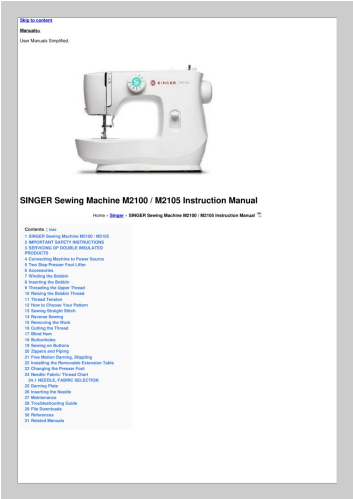 Skip to content
Manuals+
User Manuals Simplified.
SINGER
SINGER Sewing Machine M2100 / M2105 Instruction Manual
Home » Singer » SINGER Sewing Machine M2100 / M2105 Instruction Manual
Contents [ hide
1 SINGER Sewing Machine M2100 / M2105
2 IMPORTANT SAFETY INSTRUCTIONS
3 SERVICING OF DOUBLE INSULATED
PRODUCTS
4 Connecting Machine to Power Source
5 Two Step Presser Foot Lifter
6 Accessories
7 Winding the Bobbin
8 Inserting the Bobbin
9 Threading the Upper Thread
10 Raising the Bobbin Thread
11 Thread Tension
12 How to Choose Your Pattern
13 Sewing Straight Stitch
14 Reverse Sewing
15 Removing the Work
16 Cutting the Thread
17 Blind Hem
18 Buttonholes
19 Sewing on Buttons
20 Zippers and Piping
21 Free Motion Darning, Stippling
22 Installing the Removable Extension Table
23 Changing the Presser Foot
24 Needle/ Fabric/ Thread Chart
24.1 NEEDLE, FABRIC SELECTION
25 Darning Plate
26 Inserting the Needle
27 Maintenance
28 Troubleshooting Guide
29 File Downloads
30 References
31 Related Manuals